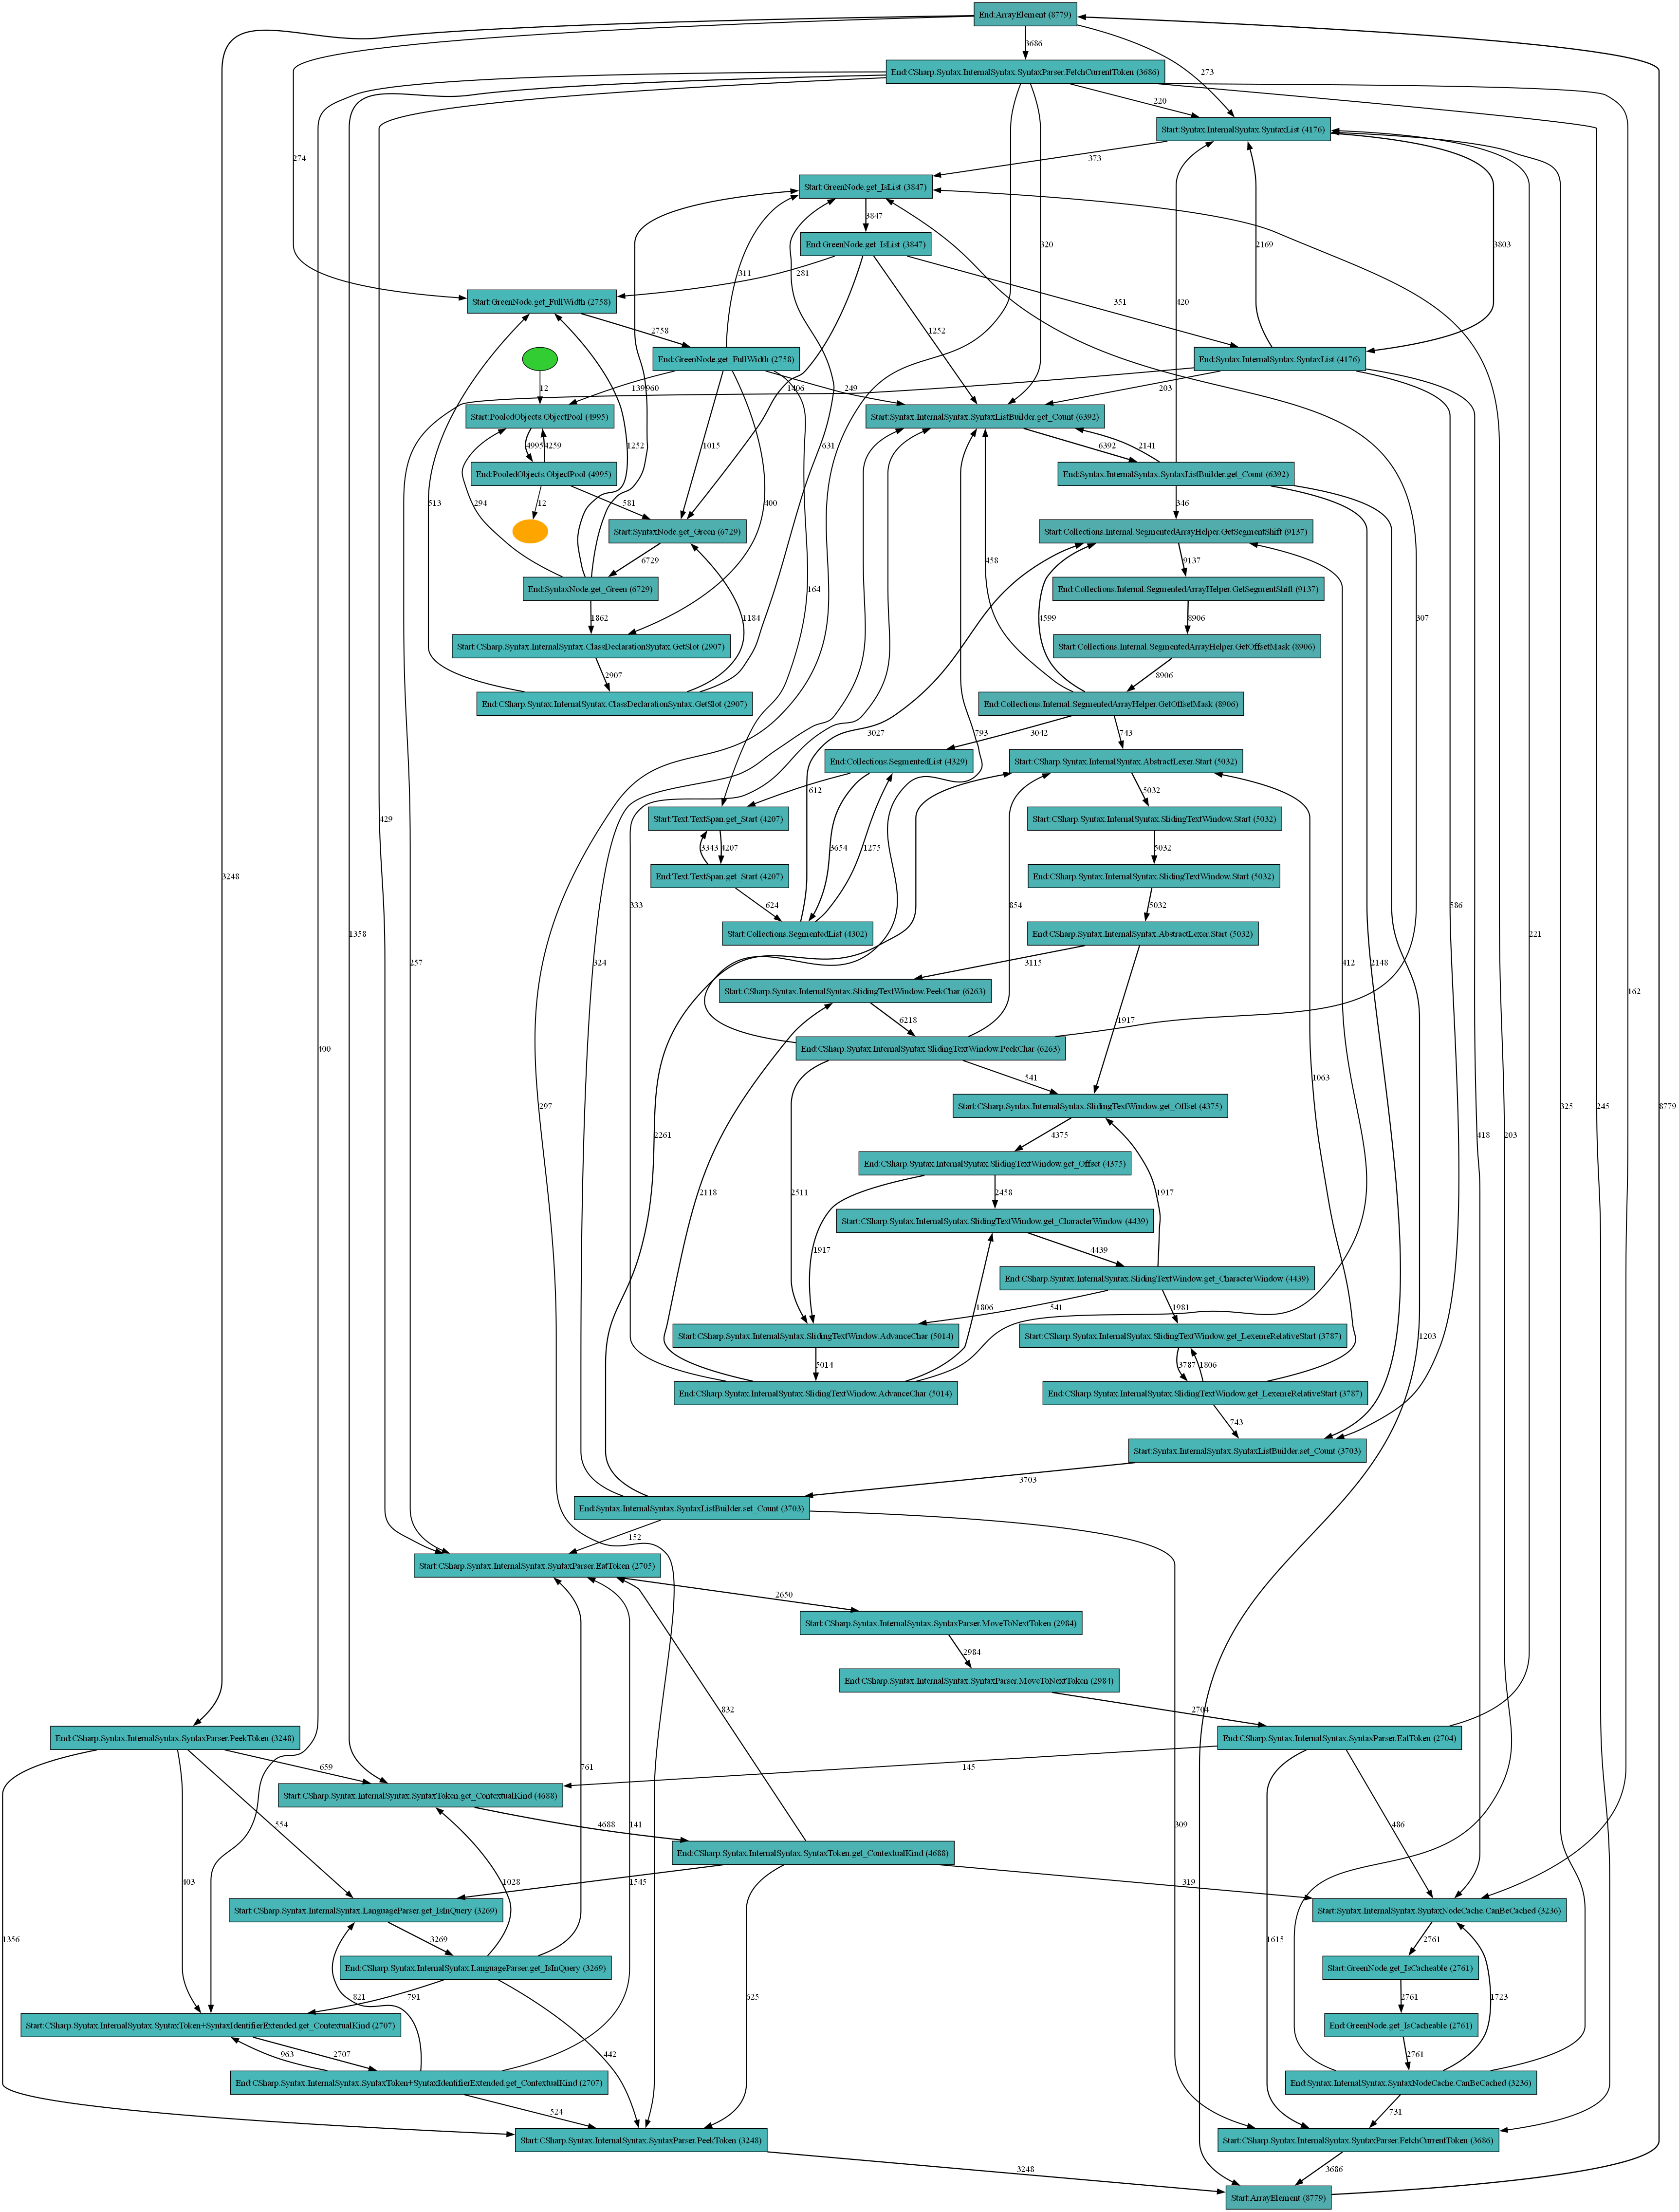 End:ArrayElement (8779)
3686
End:CSharp.Syntax.InternalSyntax.SyntaxParser.FetchCurrentToken (3686)
273
220
Start:Syntax.InternalSyntax.SyntaxList (4176)
274
373
Start:GreenNode.get_IsList (3847)
3847
End:GreenNode.get_IsList (3847)
311
281
320
2169
3803
Start:GreenNode.get_FullWidth (2758)
420
351
2758
1252
End:GreenNode.get_FullWidth (2758)
End:Syntax.InternalSyntax.SyntaxList (4176)
12
139
960
1406
249
203
Start:PooledObjects.ObjectPool (4995)
Start:Syntax.InternalSyntax.SyntaxListBuilder.get_Count (6392)
4995
4259
1252
1015
631
6392
2141
End:PooledObjects.ObjectPool (4995)
End:Syntax.InternalSyntax.SyntaxListBuilder.get_Count (6392)
513
294
12
581
400
346
Start:SyntaxNode.get_Green (6729)
Start:Collections.Internal.SegmentedArrayHelper.GetSegmentShift (9137)
6729
458
9137
End:SyntaxNode.get_Green (6729)
164
End:Collections.Internal.SegmentedArrayHelper.GetSegmentShift (9137)
1862
1184
4599
8906
Start:CSharp.Syntax.InternalSyntax.ClassDeclarationSyntax.GetSlot (2907)
Start:Collections.Internal.SegmentedArrayHelper.GetOffsetMask (8906)
2907
8906
End:CSharp.Syntax.InternalSyntax.ClassDeclarationSyntax.GetSlot (2907)
End:Collections.Internal.SegmentedArrayHelper.GetOffsetMask (8906)
307
3027
793
3042
743
End:Collections.SegmentedList (4329)
Start:CSharp.Syntax.InternalSyntax.AbstractLexer.Start (5032)
612
5032
429
Start:Text.TextSpan.get_Start (4207)
Start:CSharp.Syntax.InternalSyntax.SlidingTextWindow.Start (5032)
3343
4207
3654
1275
5032
3248
End:Text.TextSpan.get_Start (4207)
End:CSharp.Syntax.InternalSyntax.SlidingTextWindow.Start (5032)
333
624
854
5032
586
1358
Start:Collections.SegmentedList (4302)
End:CSharp.Syntax.InternalSyntax.AbstractLexer.Start (5032)
221
257
324
3115
412
2148
162
Start:CSharp.Syntax.InternalSyntax.SlidingTextWindow.PeekChar (6263)
6218
1917
400
End:CSharp.Syntax.InternalSyntax.SlidingTextWindow.PeekChar (6263)
541
1063
297
Start:CSharp.Syntax.InternalSyntax.SlidingTextWindow.get_Offset (4375)
325
245
8779
2261
4375
1203
418
203
End:CSharp.Syntax.InternalSyntax.SlidingTextWindow.get_Offset (4375)
2118
2511
2458
1917
Start:CSharp.Syntax.InternalSyntax.SlidingTextWindow.get_CharacterWindow (4439)
1917
4439
End:CSharp.Syntax.InternalSyntax.SlidingTextWindow.get_CharacterWindow (4439)
1806
541
1981
Start:CSharp.Syntax.InternalSyntax.SlidingTextWindow.AdvanceChar (5014)
Start:CSharp.Syntax.InternalSyntax.SlidingTextWindow.get_LexemeRelativeStart (3787)
5014
3787
1806
End:CSharp.Syntax.InternalSyntax.SlidingTextWindow.AdvanceChar (5014)
End:CSharp.Syntax.InternalSyntax.SlidingTextWindow.get_LexemeRelativeStart (3787)
743
Start:Syntax.InternalSyntax.SyntaxListBuilder.set_Count (3703)
3703
End:Syntax.InternalSyntax.SyntaxListBuilder.set_Count (3703)
152
Start:CSharp.Syntax.InternalSyntax.SyntaxParser.EatToken (2705)
2650
Start:CSharp.Syntax.InternalSyntax.SyntaxParser.MoveToNextToken (2984)
2984
End:CSharp.Syntax.InternalSyntax.SyntaxParser.MoveToNextToken (2984)
832
2704
End:CSharp.Syntax.InternalSyntax.SyntaxParser.PeekToken (3248)
End:CSharp.Syntax.InternalSyntax.SyntaxParser.EatToken (2704)
659
761
145
Start:CSharp.Syntax.InternalSyntax.SyntaxToken.get_ContextualKind (4688)
554
4688
141
309
486
End:CSharp.Syntax.InternalSyntax.SyntaxToken.get_ContextualKind (4688)
403
1028
1545
319
Start:CSharp.Syntax.InternalSyntax.LanguageParser.get_IsInQuery (3269)
Start:Syntax.InternalSyntax.SyntaxNodeCache.CanBeCached (3236)
1356
3269
1615
2761
End:CSharp.Syntax.InternalSyntax.LanguageParser.get_IsInQuery (3269)
Start:GreenNode.get_IsCacheable (2761)
821
791
625
2761
1723
Start:CSharp.Syntax.InternalSyntax.SyntaxToken+SyntaxIdentifierExtended.get_ContextualKind (2707)
End:GreenNode.get_IsCacheable (2761)
963
2707
442
2761
End:CSharp.Syntax.InternalSyntax.SyntaxToken+SyntaxIdentifierExtended.get_ContextualKind (2707)
End:Syntax.InternalSyntax.SyntaxNodeCache.CanBeCached (3236)
524
731
Start:CSharp.Syntax.InternalSyntax.SyntaxParser.PeekToken (3248)
Start:CSharp.Syntax.InternalSyntax.SyntaxParser.FetchCurrentToken (3686)
3248
3686
Start:ArrayElement (8779)